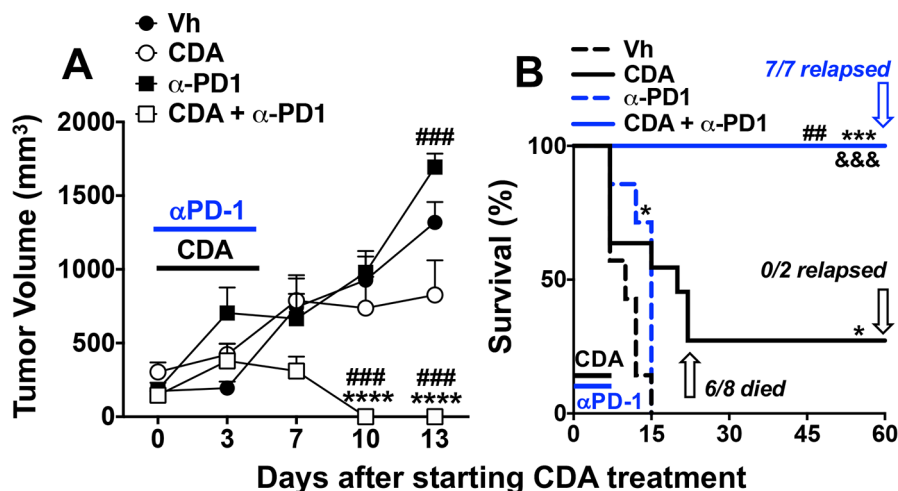 A
Vh
CDA
α-PD1
CDA + α-PD1
Tumor Volume (mm3)
2000
1500
1000
500
0
αPD-1
CDA
###
###
****
###
****
0
3
7
10
13
B
Vh
CDA
α-PD1
CDA + α-PD1
7/7 relapsed
Survival (%)
100
50
0
## ***
&&&
*
0/2 relapsed
*
CDA
αPD-1
6/8 died
0
15
30
45
60
Days after starting CDA treatment